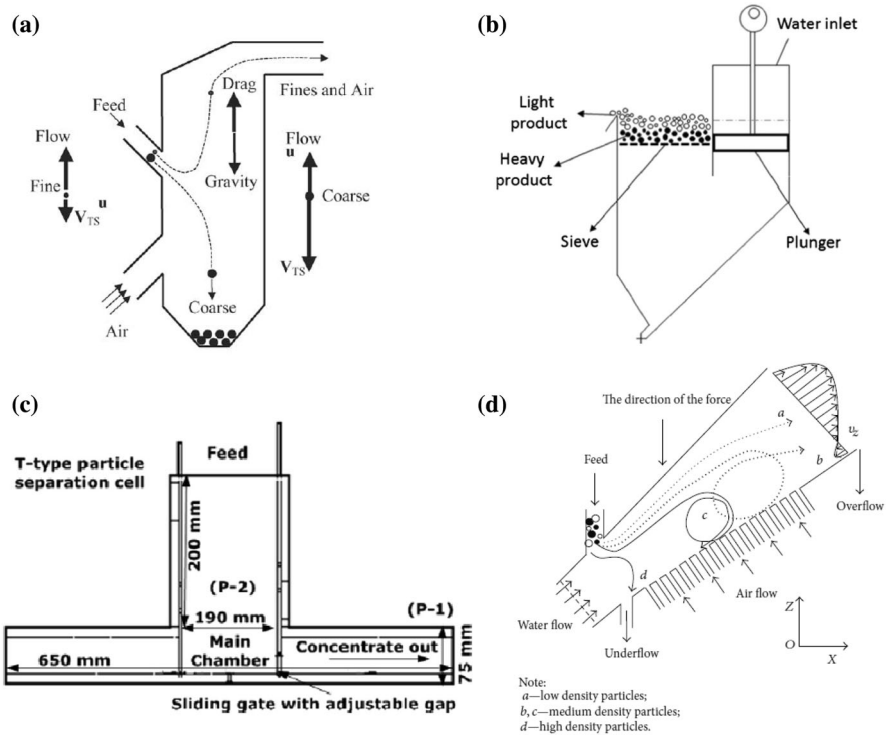 (a)
Drag
Fines and Air
Feed
Flow
Fine
u
V_TS
Gravity
Flow
u
Coarse
V_TS
Coarse
Air
(b)
Water inlet
Light
product
Heavy
product
Sieve
Plunger
(c)
T-type particle
separation cell
Feed
200 mm
(P-2)
190 mm
(P-1)
Main
Chamber
Concentrate out
650 mm
75 mm
Sliding gate with adjustable gap
(d)
The direction of the force
a
b
c
d
Feed
Overflow
Air flow
Water flow
Underflow
Z
O
X
Note:
a—low density particles;
b, c—medium density particles;
d—high density particles.